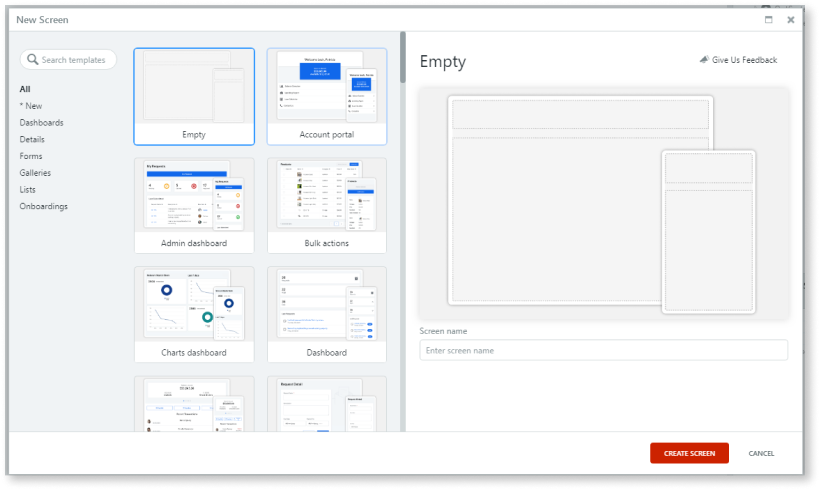 New Screen
Search templates
All
* New
Dashboards
Details
Forms
Galleries
Lists
Onboardings
Empty
Account portal
Admin dashboard
Bulk actions
Charts dashboard
Dashboard
Empty
Give Us Feedback
Screen name
Enter screen name
CREATE SCREEN
CANCEL